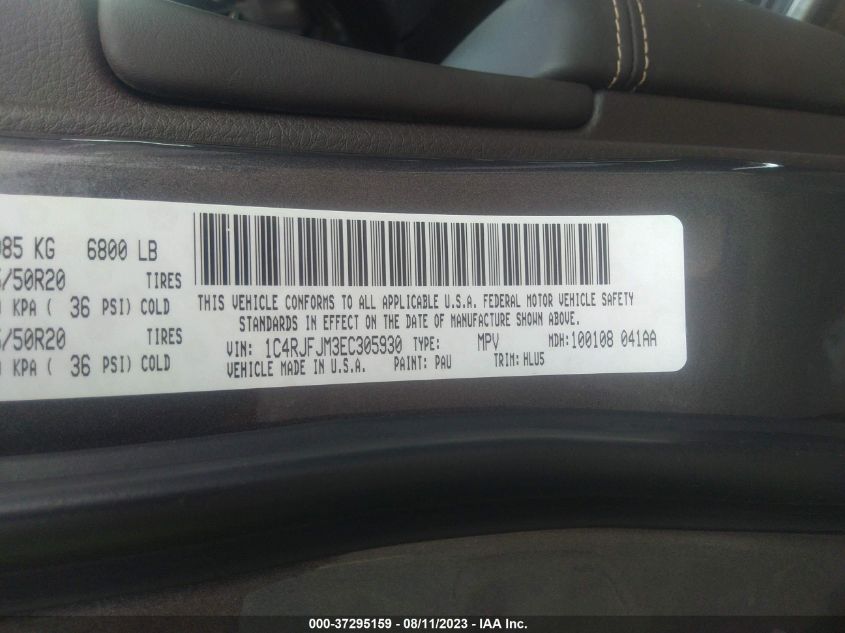 085 KG 6800 LB
/50R20 TIRES
KPA ( 36 PSI) COLD
/50R20 TIRES
KPA ( 36 PSI) COLD
THIS VEHICLE CONFORMS TO ALL APPLICABLE U.S.A. FEDERAL MOTOR VEHICLE SAFETY
STANDARDS IN EFFECT ON THE DATE OF MANUFACTURE SHOWN ABOVE.
VIN: 1C4RJFJM3EC305930 TYPE: MPV MDH:100108 041AA
VEHICLE MADE IN U.S.A. PAINT: PAU TRIM: HLU5
000-37295159 - 08/11/2023 - IAA Inc.